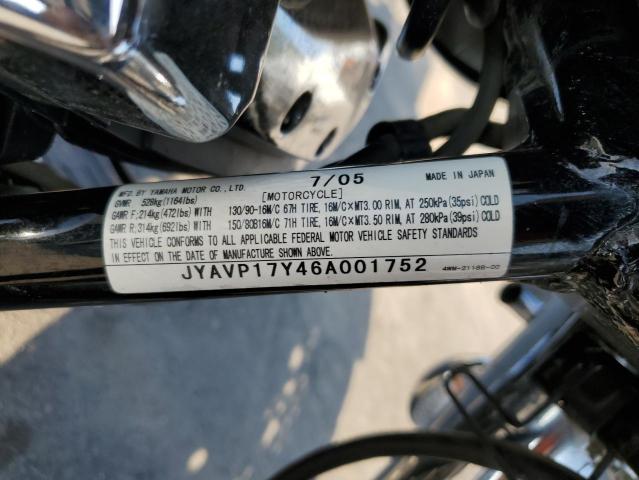 MFD. BY YAMAHA MOTOR CO., LTD. 7/05 MADE IN JAPAN
GVWR 528kg(1164lbs) [MOTORCYCLE]
GAWR F:214kg(472lbs) WITH 130/90-16M/C 67H TIRE, 16M/C×MT3.00 RIM, AT 250kPa(35psi) COLD
GAWR R:314kg(692lbs) WITH 150/80B16M/C 71H TIRE, 16M/C×MT3.50 RIM, AT 280kPa(39psi) COLD
THIS VEHICLE CONFORMS TO ALL APPLICABLE FEDERAL MOTOR VEHICLE SAFETY STANDARDS
IN EFFECT ON THE DATE OF MANUFACTURE SHOWN ABOVE.
JYAVP17Y46A001752 4WM-2118B-00